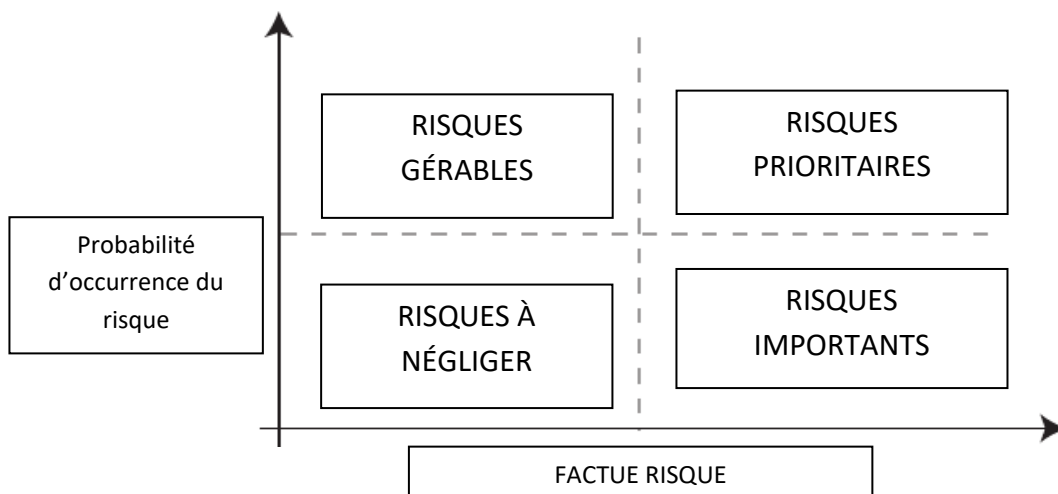 RISQUES
GÉRABLES
RISQUES
PRIORITAIRES
Probabilité
d’occurrence du
risque
RISQUES À
NÉGLIGER
RISQUES
IMPORTANTS
FACTUE RISQUE